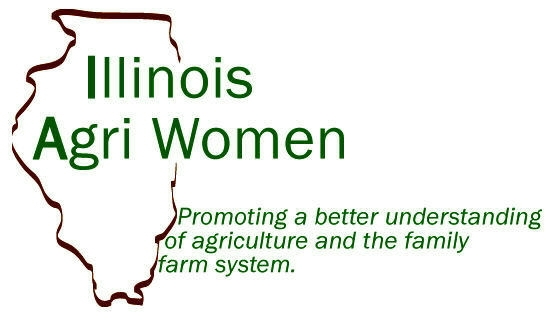 Illinois
Agri Women
Promoting a better understanding
of agriculture and the family
farm system.